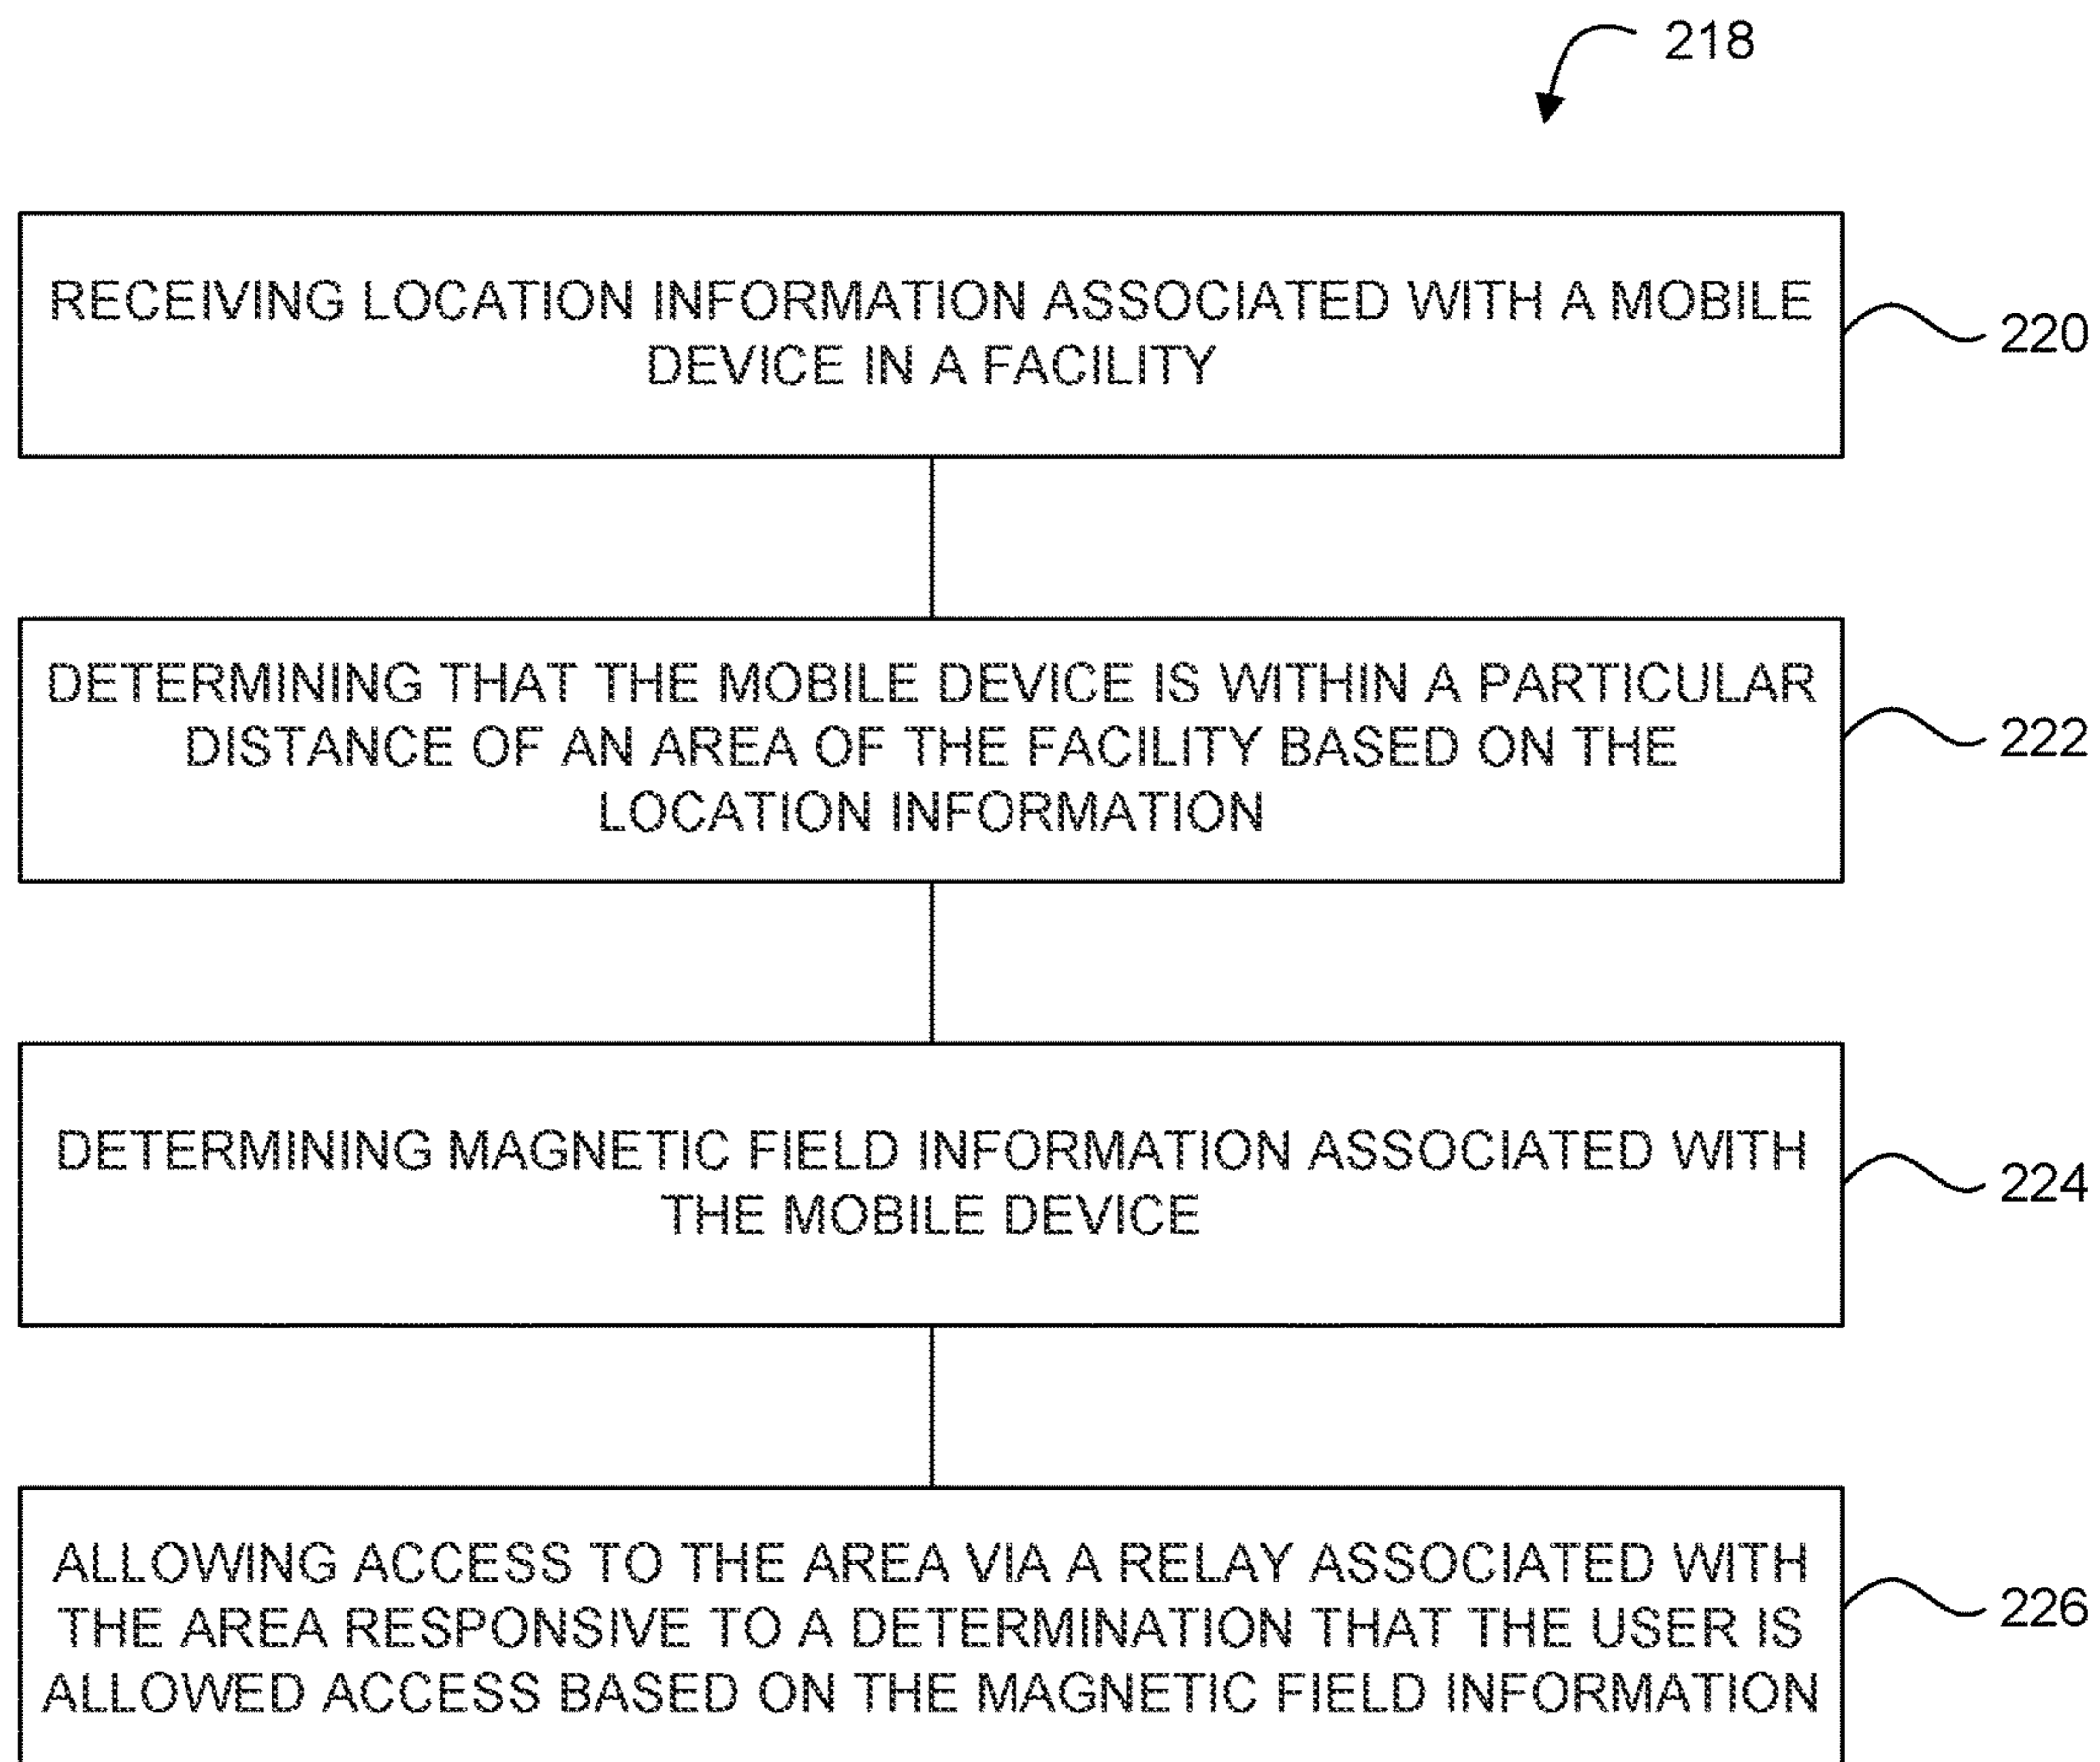 218
RECEIVING LOCATION INFORMATION ASSOCIATED WITH A MOBILE
DEVICE IN A FACILITY
220
DETERMINING THAT THE MOBILE DEVICE IS WITHIN A PARTICULAR
DISTANCE OF AN AREA OF THE FACILITY BASED ON THE
LOCATION INFORMATION
222
DETERMINING MAGNETIC FIELD INFORMATION ASSOCIATED WITH
THE MOBILE DEVICE
224
ALLOWING ACCESS TO THE AREA VIA A RELAY ASSOCIATED WITH
THE AREA RESPONSIVE TO A DETERMINATION THAT THE USER IS
ALLOWED ACCESS BASED ON THE MAGNETIC FIELD INFORMATION
226